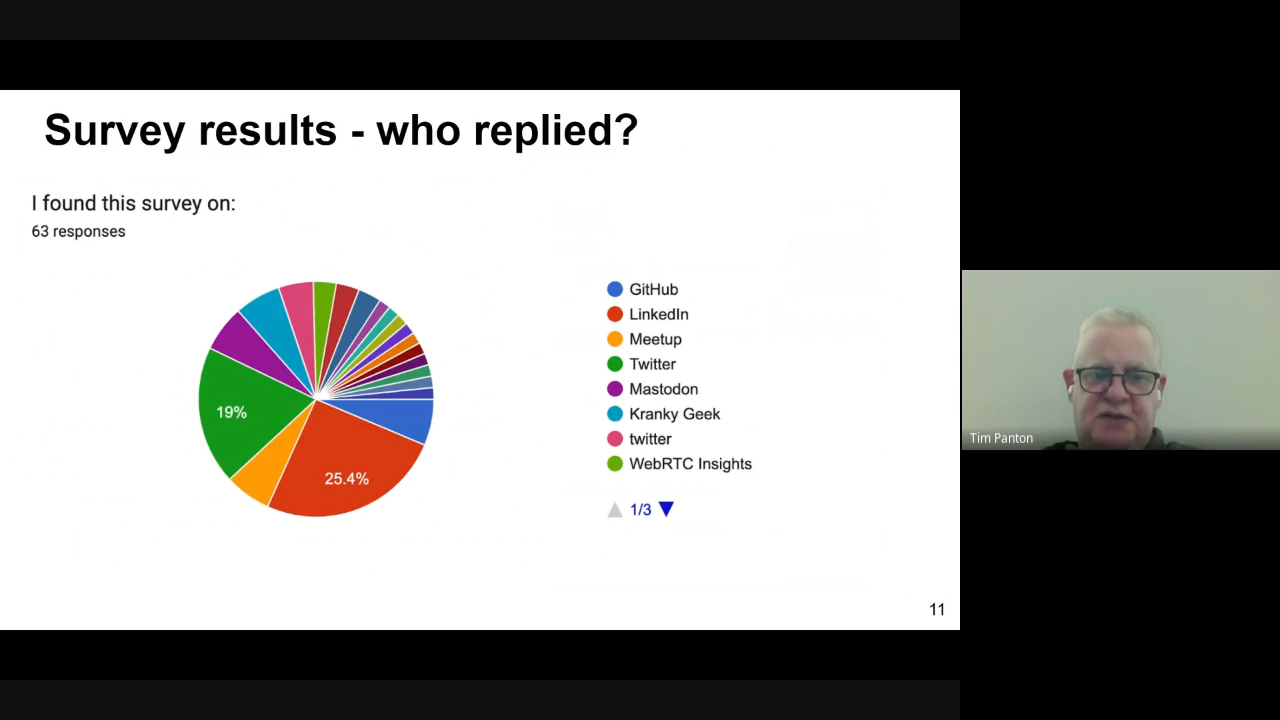 Survey results - who replied?
I found this survey on:
63 responses
19%
25.4%
GitHub
LinkedIn
Meetup
Twitter
Mastodon
Kranky Geek
twitter
WebRTC Insights
1/3
11
Tim Panton